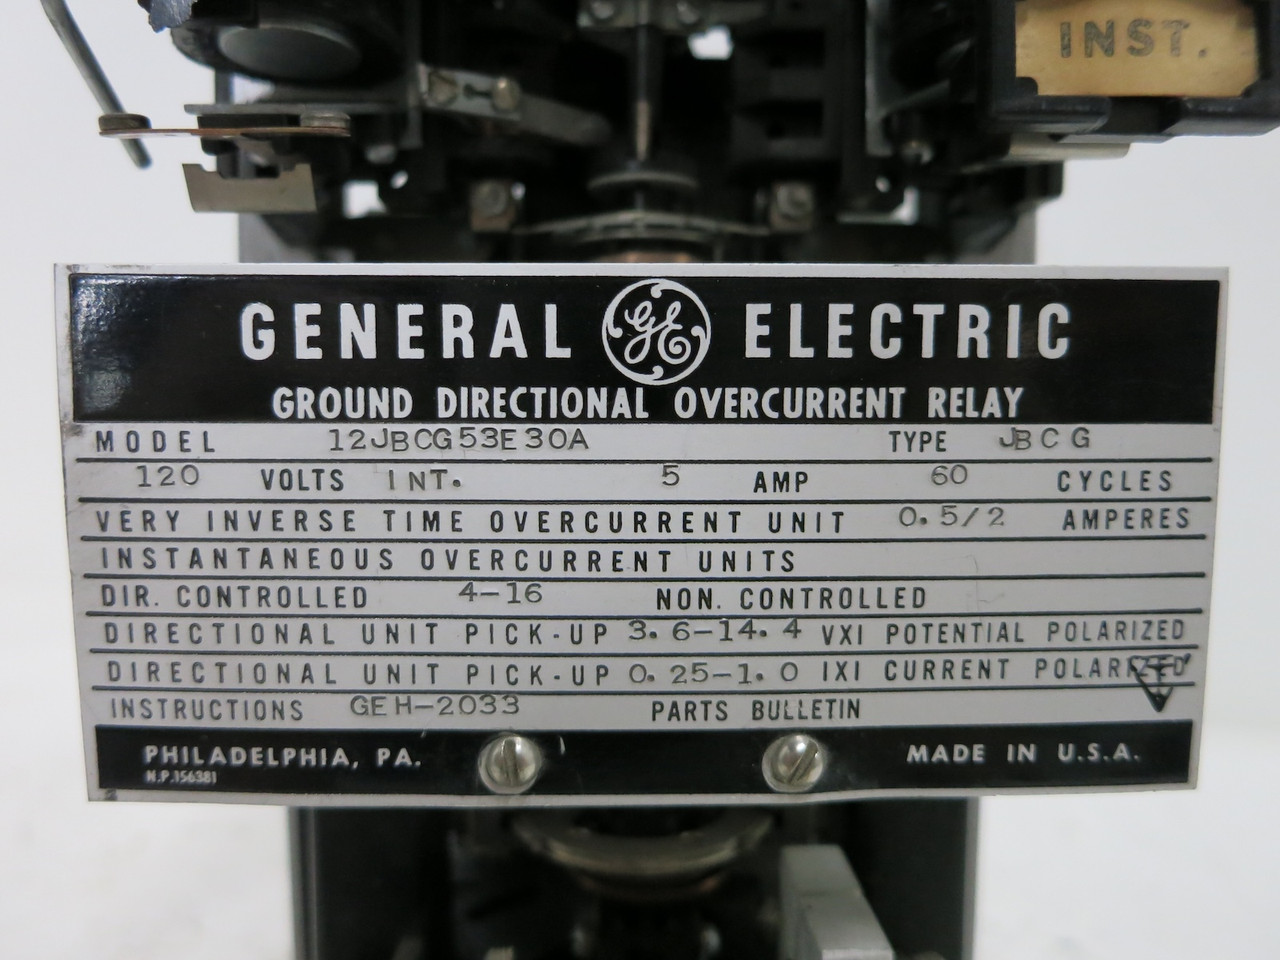 INST.
GENERAL GE ELECTRIC
GROUND DIRECTIONAL OVERCURRENT RELAY
MODEL 12JBCG53E30A TYPE JBCG
120 VOLTS INT. 5 AMP 60 CYCLES
VERY INVERSE TIME OVERCURRENT UNIT 0.5/2 AMPERES
INSTANTANEOUS OVERCURRENT UNITS
DIR. CONTROLLED 4-16 NON. CONTROLLED
DIRECTIONAL UNIT PICK-UP 3.6-14.4 VXI POTENTIAL POLARIZED
DIRECTIONAL UNIT PICK-UP 0.25-1.0 IXI CURRENT POLARIZED
INSTRUCTIONS GEH-2033 PARTS BULLETIN
PHILADELPHIA, PA. MADE IN U.S.A.
N.P.156381